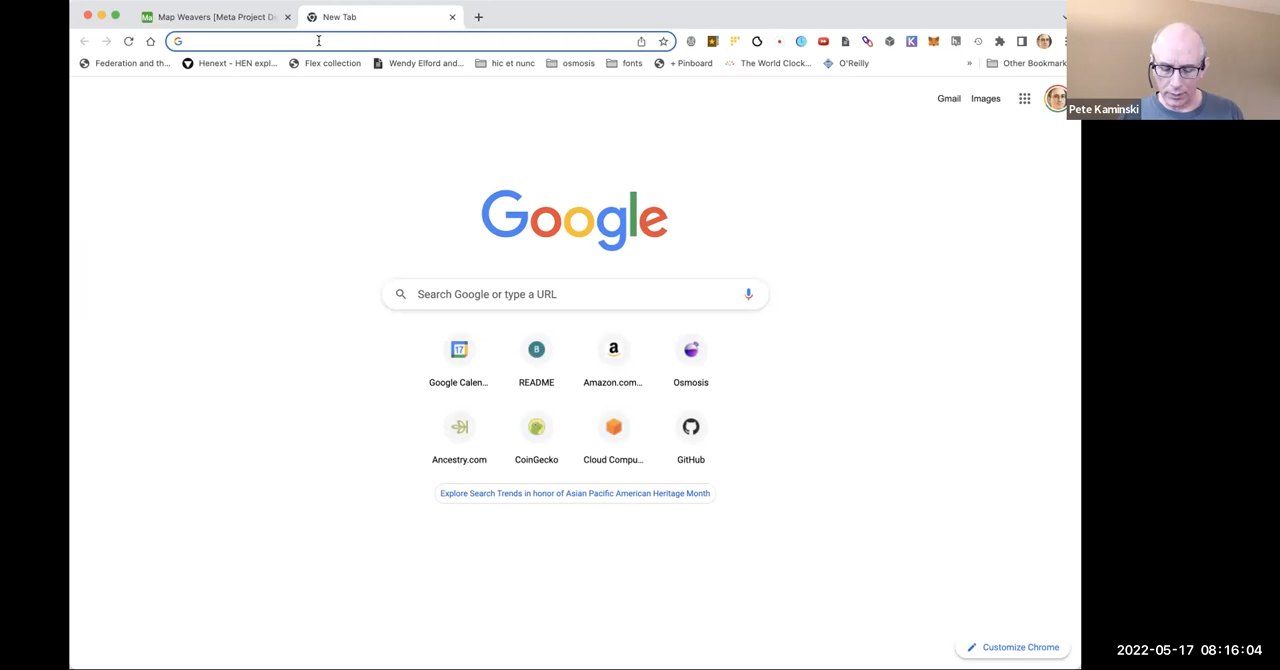 Map Weavers [Meta Project De
New Tab
Federation and th...
Henext - HEN expl...
Flex collection
Wendy Elford and...
hic et nunc
osmosis
fonts
+ Pinboard
The World Clock...
O'Reilly
»
Other Bookmark
Pete Kaminski
Gmail
Images
Google
Search Google or type a URL
17
B
a
Google Calen...
README
Amazon.com...
Osmosis
Ancestry.com
CoinGecko
Cloud Compu...
GitHub
Explore Search Trends in honor of Asian Pacific American Heritage Month
Customize Chrome
2022-05-17 08:16:04